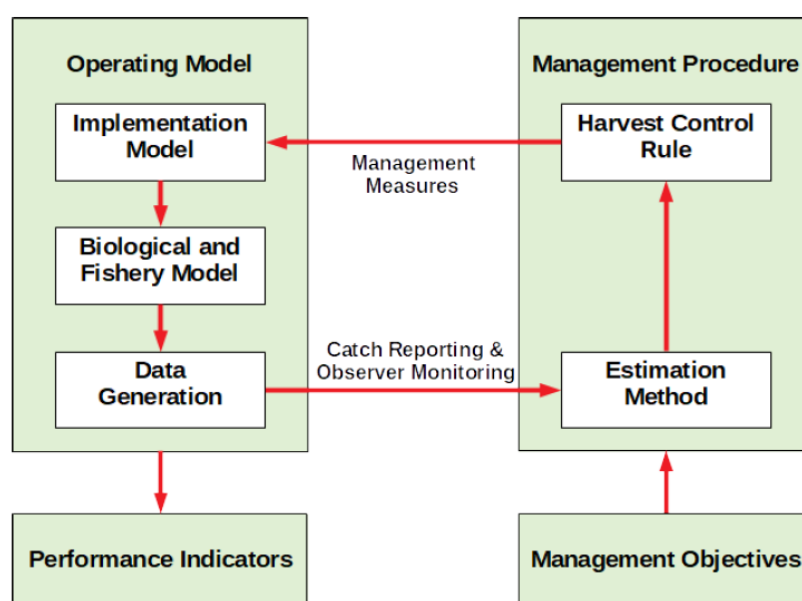 Operating Model
Implementation
Model
Biological and
Fishery Model
Data
Generation
Management
Measures
Catch Reporting &
Observer Monitoring
Management Procedure
Harvest Control
Rule
Estimation
Method
Performance Indicators
Management Objectives